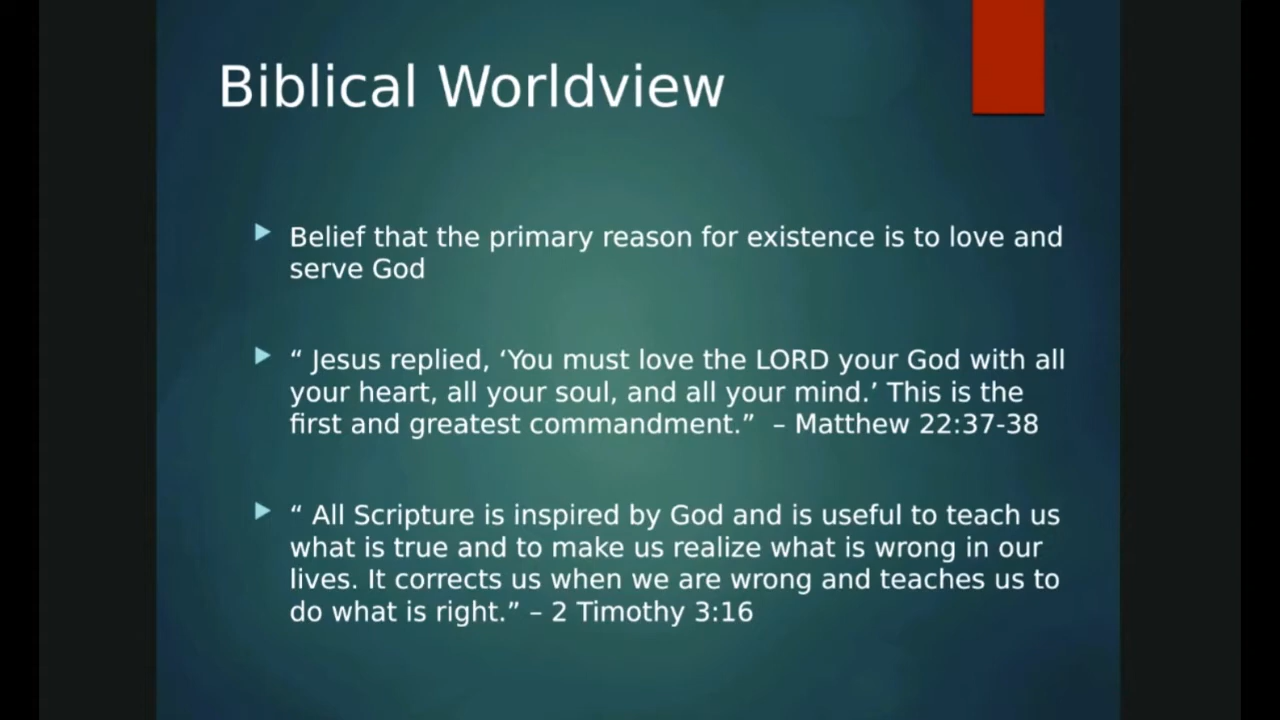 Biblical Worldview
Belief that the primary reason for existence is to love and
serve God
“ Jesus replied, ‘You must love the LORD your God with all
your heart, all your soul, and all your mind.’ This is the
first and greatest commandment.”  – Matthew 22:37-38
“ All Scripture is inspired by God and is useful to teach us
what is true and to make us realize what is wrong in our
lives. It corrects us when we are wrong and teaches us to
do what is right.” – 2 Timothy 3:16